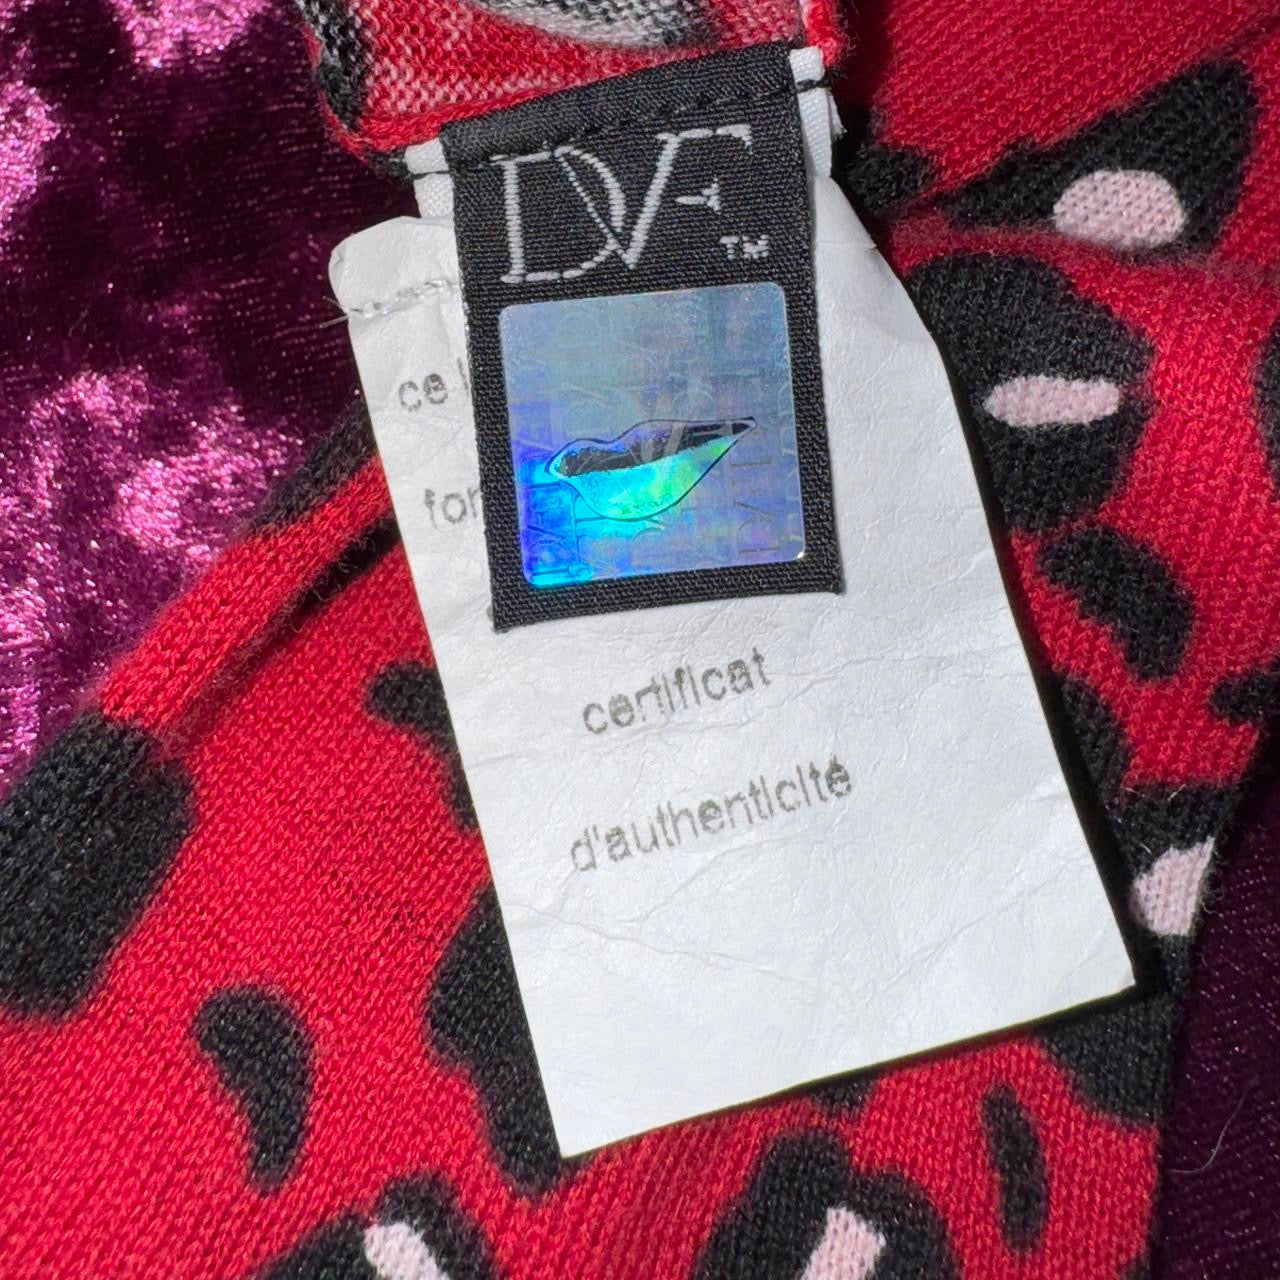 DVF
TM
ce
for
certificat
d'authenticité